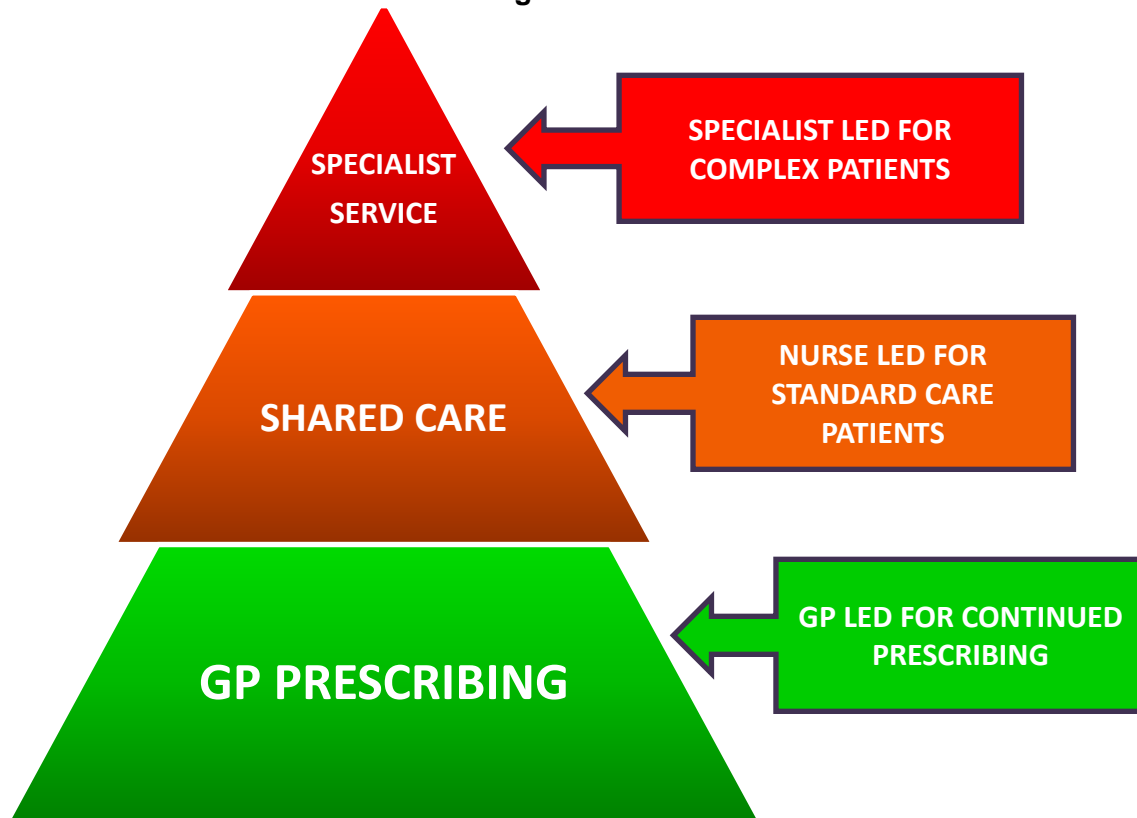 SPECIALIST
SERVICE
SPECIALIST LED FOR
COMPLEX PATIENTS
SHARED CARE
NURSE LED FOR
STANDARD CARE
PATIENTS
GP PRESCRIBING
GP LED FOR CONTINUED
PRESCRIBING